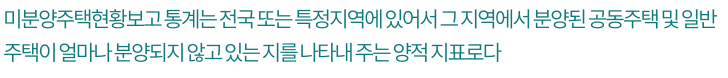 미분양주택현황보고 통계는 전국 또는 특정지역에 있어서 그 지역에서 분양된 공동주택 및 일반
주택이 얼마나 분양되지 않고 있는 지를 나타내 주는 양적 지표로다